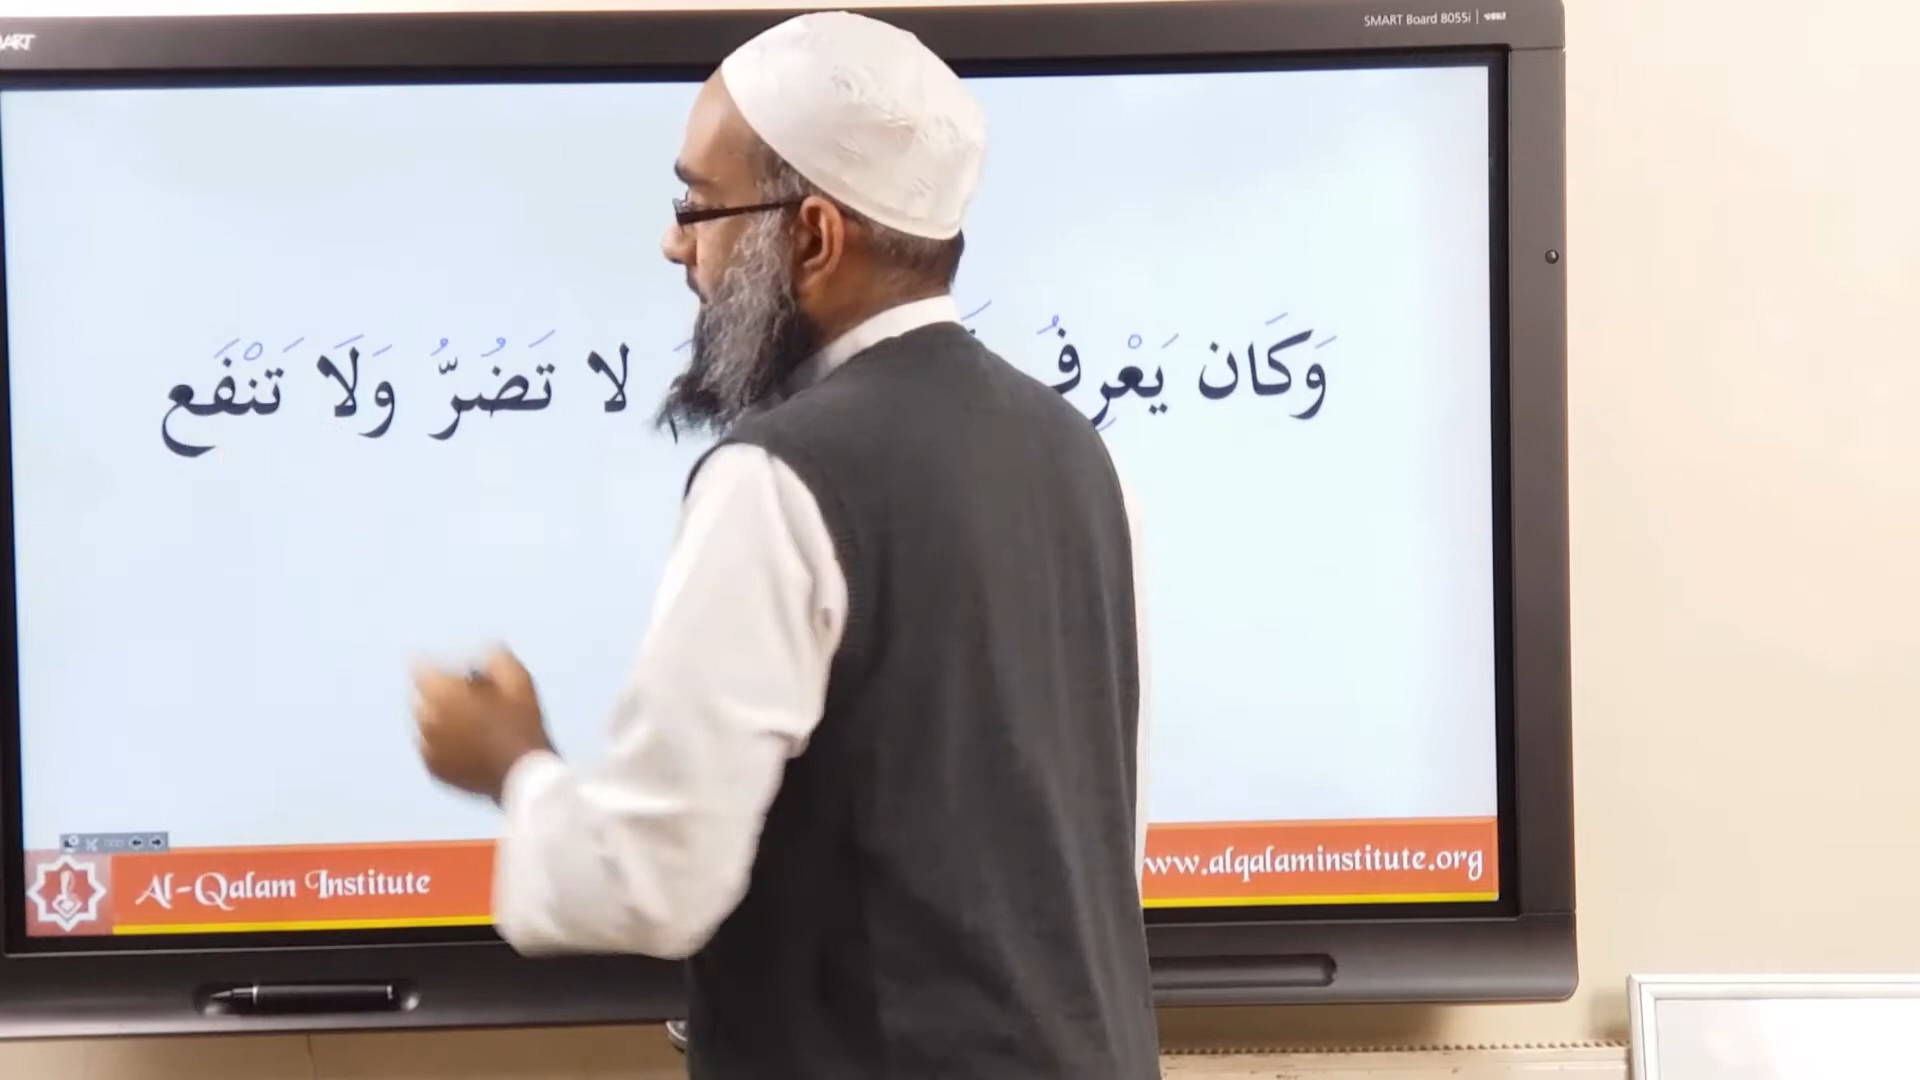 SMART Board 8055i
وَكَان يَعْرِفُ لا تَضُرُّ وَلَا تَنْفَع
Al-Qalam Institute
www.alqalaminstitute.org